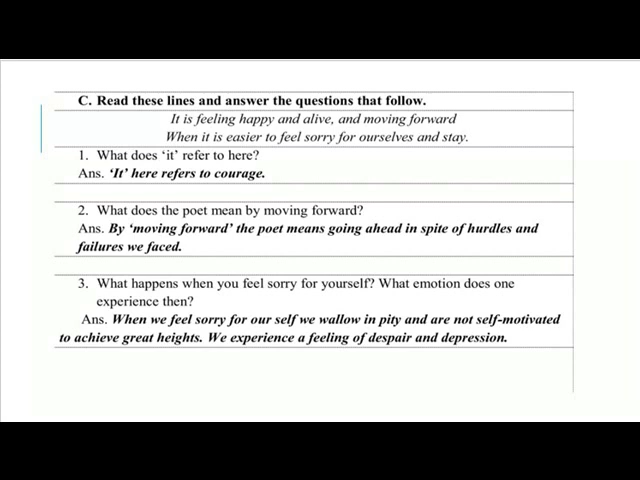 C. Read these lines and answer the questions that follow.
It is feeling happy and alive, and moving forward
When it is easier to feel sorry for ourselves and stay.
1. What does ‘it’ refer to here?
Ans. ‘It’ here refers to courage.
2. What does the poet mean by moving forward?
Ans. By ‘moving forward’ the poet means going ahead in spite of hurdles and
failures we faced.
3. What happens when you feel sorry for yourself? What emotion does one
experience then?
Ans. When we feel sorry for our self we wallow in pity and are not self-motivated
to achieve great heights. We experience a feeling of despair and depression.